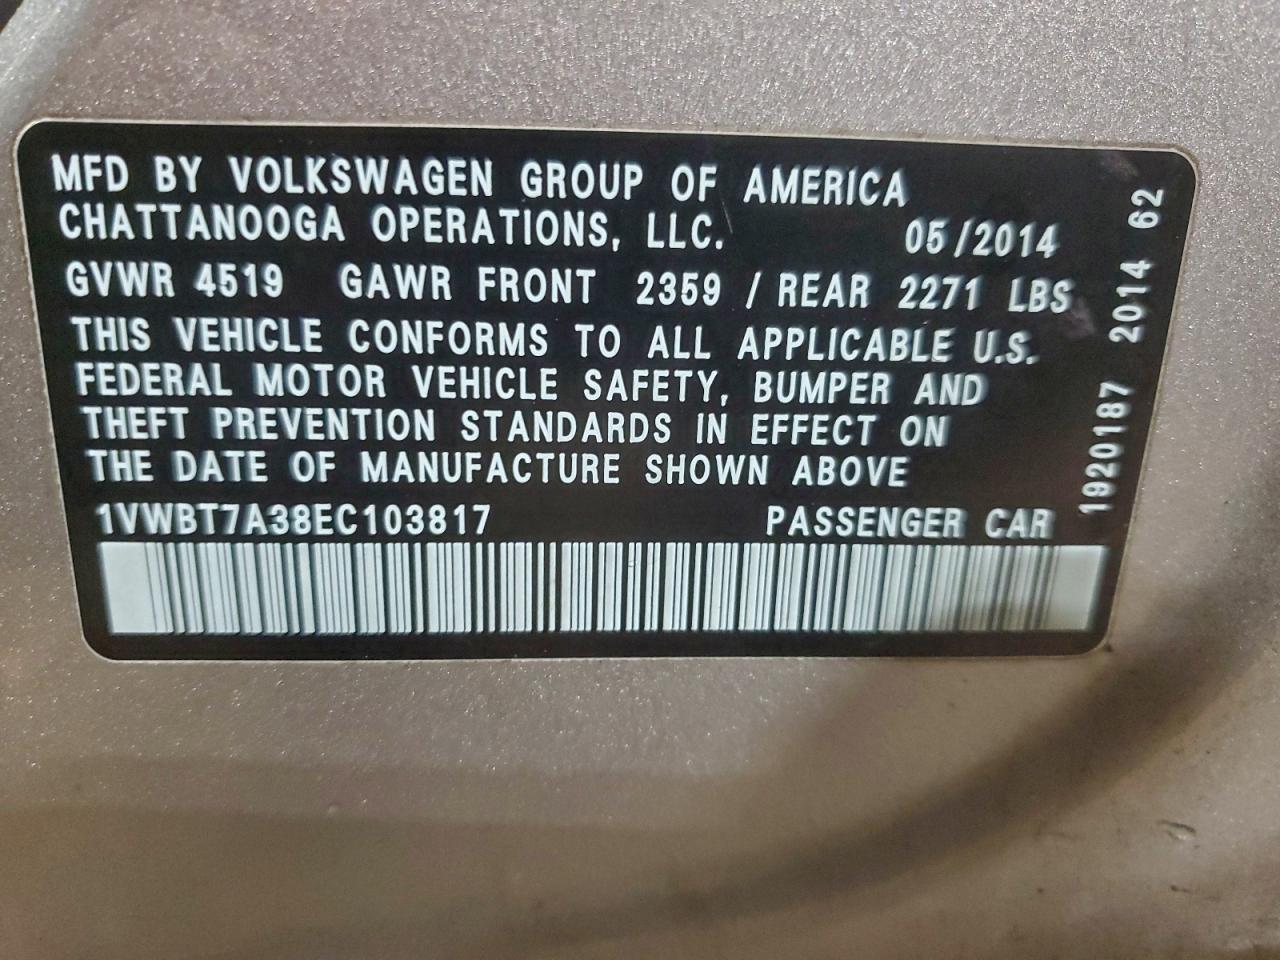 MFD BY VOLKSWAGEN GROUP OF AMERICA
CHATTANOOGA OPERATIONS, LLC. 05/2014
GVWR 4519 GAWR FRONT 2359 / REAR 2271 LBS
THIS VEHICLE CONFORMS TO ALL APPLICABLE U.S.
FEDERAL MOTOR VEHICLE SAFETY, BUMPER AND
THEFT PREVENTION STANDARDS IN EFFECT ON
THE DATE OF MANUFACTURE SHOWN ABOVE
1VWBT7A38EC103817 PASSENGER CAR
1920187 2014 62